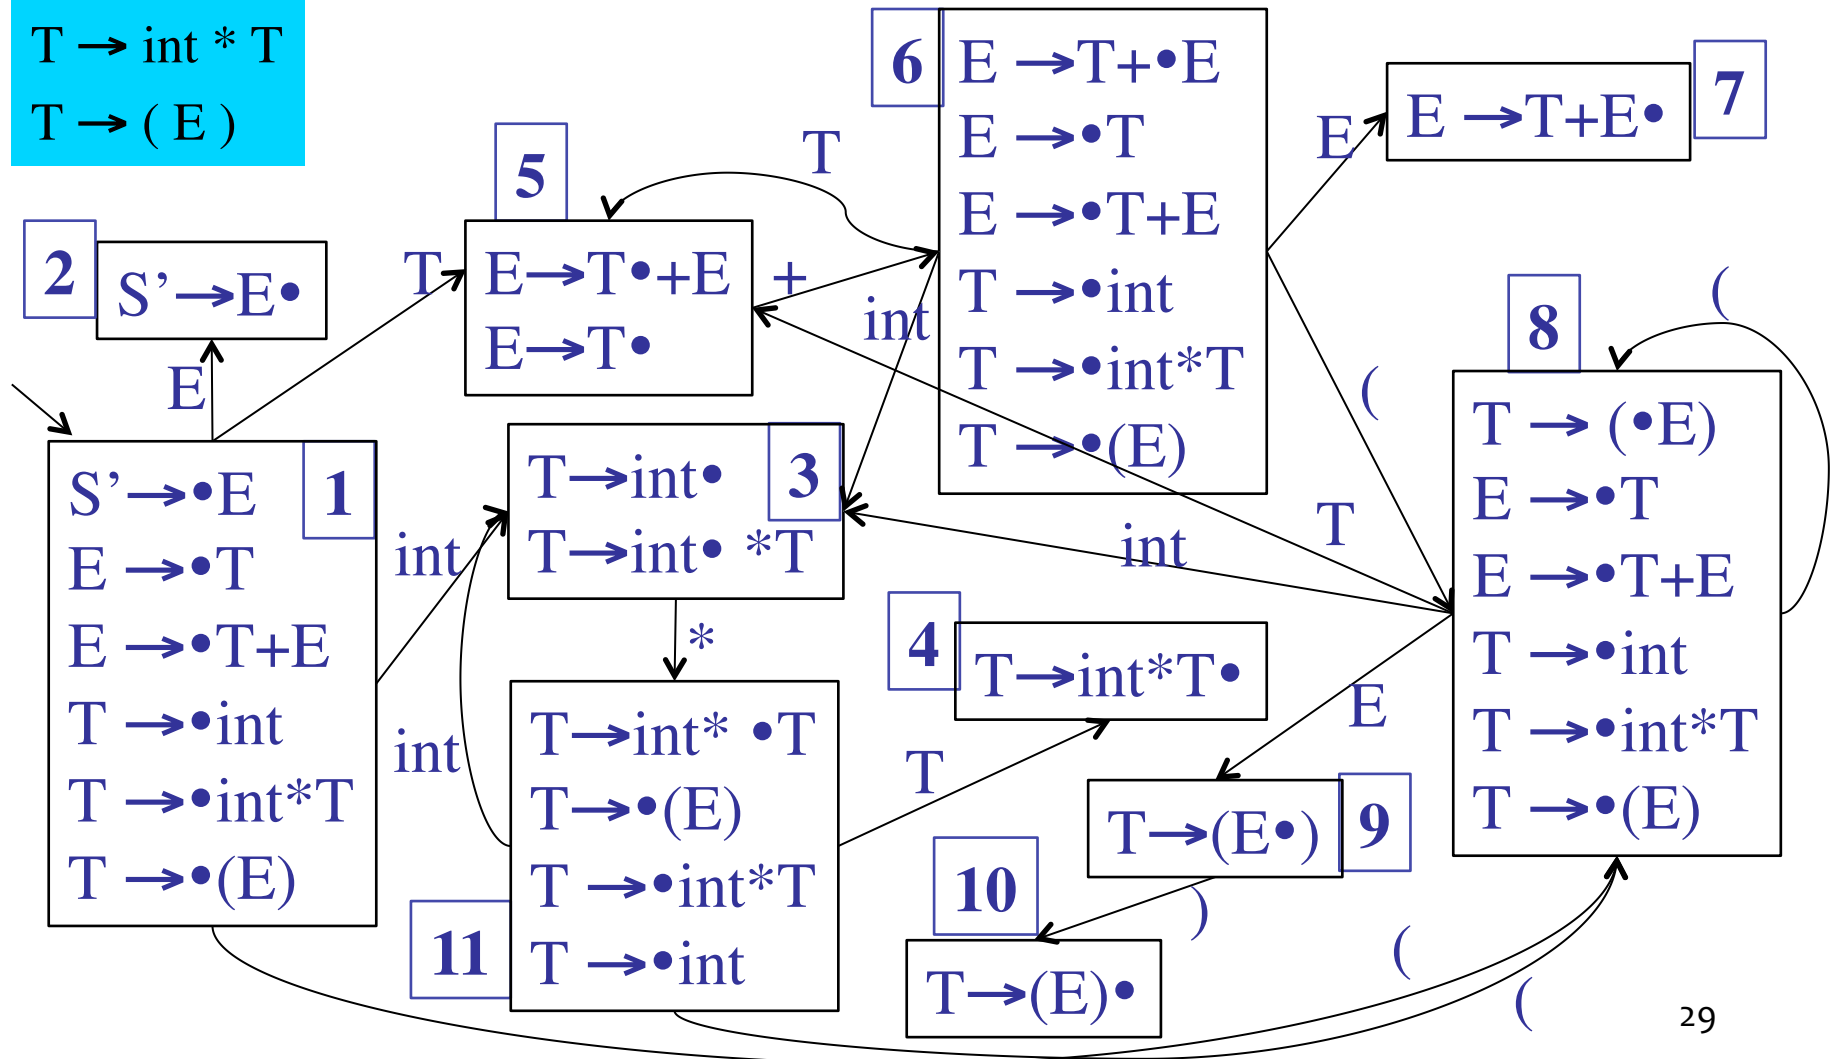 T → int * T
T → ( E )
2
S’→E•
E
1
S’→•E
E →•T
E →•T+E
T →•int
T →•int*T
T →•(E)
T
int
5
E→T•+E
E→T•
T
+
3
T→int•
T→int• *T
*
int
11
T→int* •T
T→•(E)
T →•int*T
T →•int
T
6
E →T+•E
E →•T
E →•T+E
T →•int
T →•int*T
T →•(E)
int
E
7
E →T+E•
(
T
int
4
T→int*T•
8
T → (•E)
E →•T
E →•T+E
T →•int
T →•int*T
T →•(E)
(
E
9
T→(E•)
)
10
T→(E)•
(
(
29